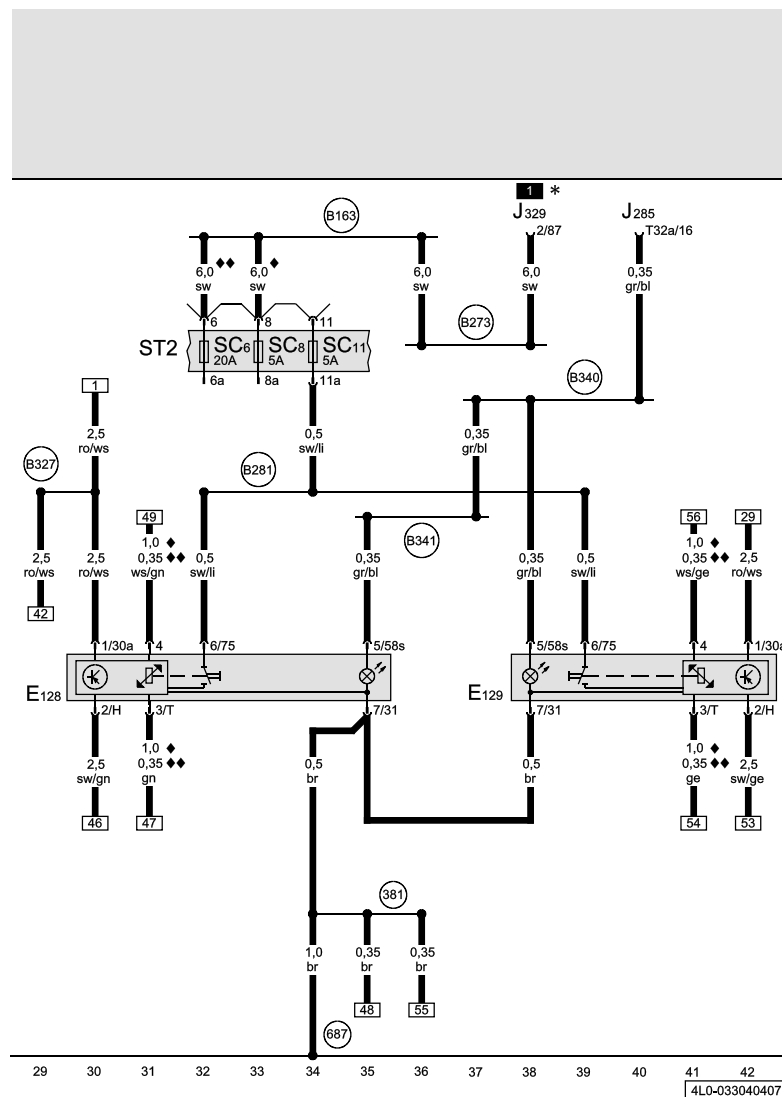 1 *
J329 J285
2/87 T32a/16
B163
6,0 ♦♦ 6,0 ♦ 6,0 6,0 0,35
sw sw sw sw gr/bl
6 8 11
B273
ST2 SC6 SC8 SC11
20A 5A 5A
6a 8a 11a
1
B340
2,5 0,5 0,35
ro/ws sw/li gr/bl
B327 B281
49 B341 56 29
2,5 2,5 1,0 ♦ 0,5 0,35 0,35 0,5 1,0 ♦ 2,5
0,35 ♦♦ 0,35 ♦♦
ro/ws ro/ws ws/gn sw/li gr/bl gr/bl sw/li ws/ge ro/ws
42
1/30a 4 6/75 5/58s 5/58s 6/75 4 1/30a
E128 E129
2/H 3/T 7/31 7/31 3/T 2/H
2,5 1,0 ♦ 0,5 0,5 1,0 ♦ 2,5
0,35 ♦♦ 0,35 ♦♦
sw/gn gn br br ge sw/ge
46 47 54 53
381
1,0 0,35 0,35
br br br
48 55
687
29 30 31 32 33 34 35 36 37 38 39 40 41 42
4L0-033040407